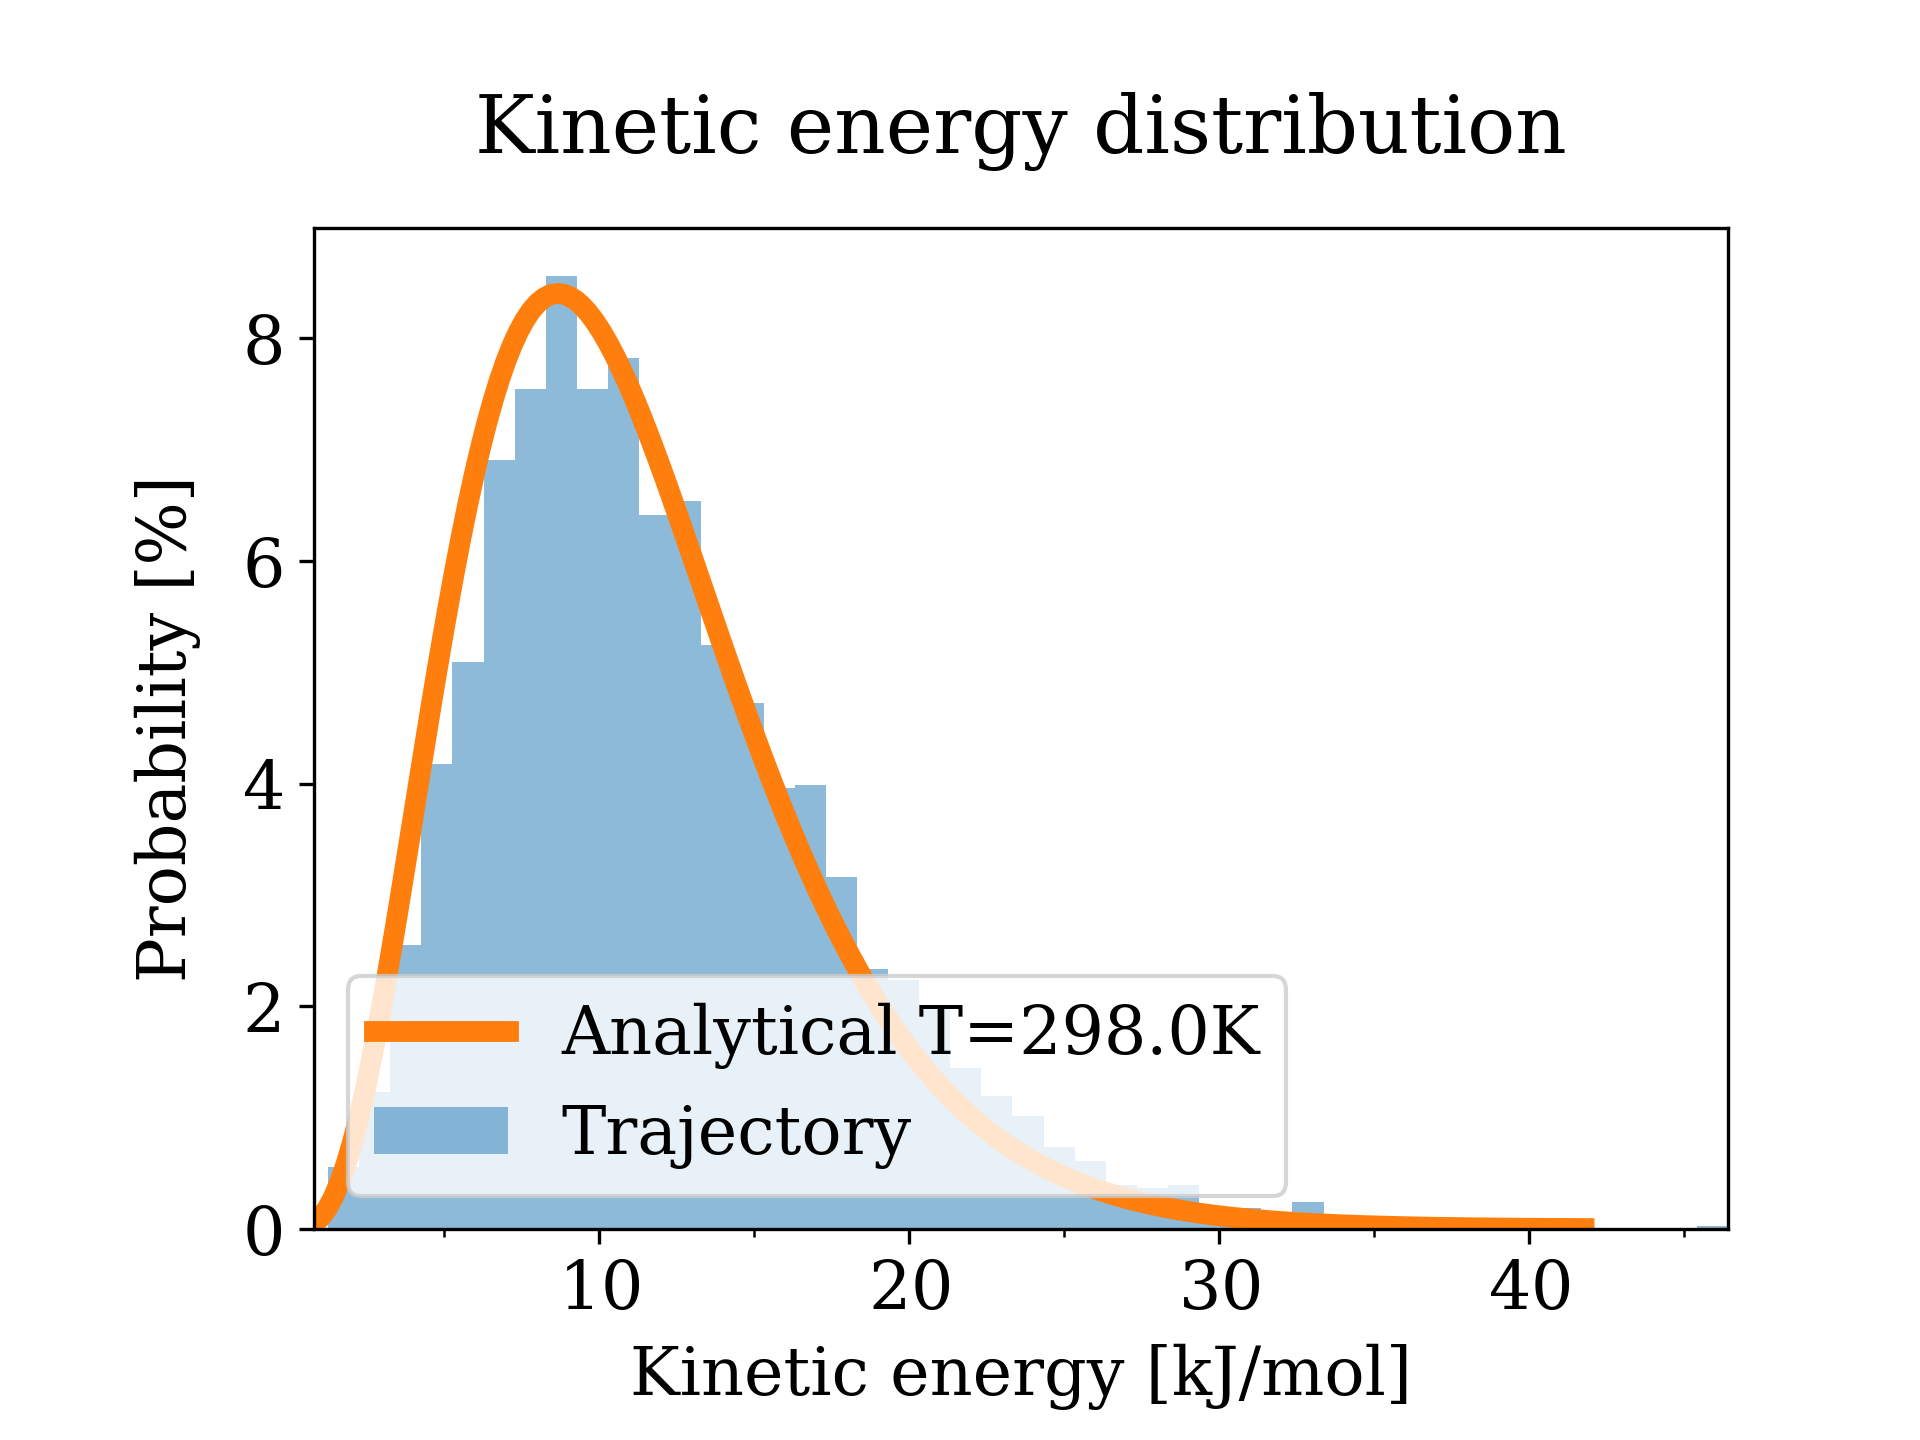 Kinetic energy distribution
Probability [%]
8
6
4
2
0
Analytical T=298.0K
Trajectory
10 20 30 40
Kinetic energy [kJ/mol]